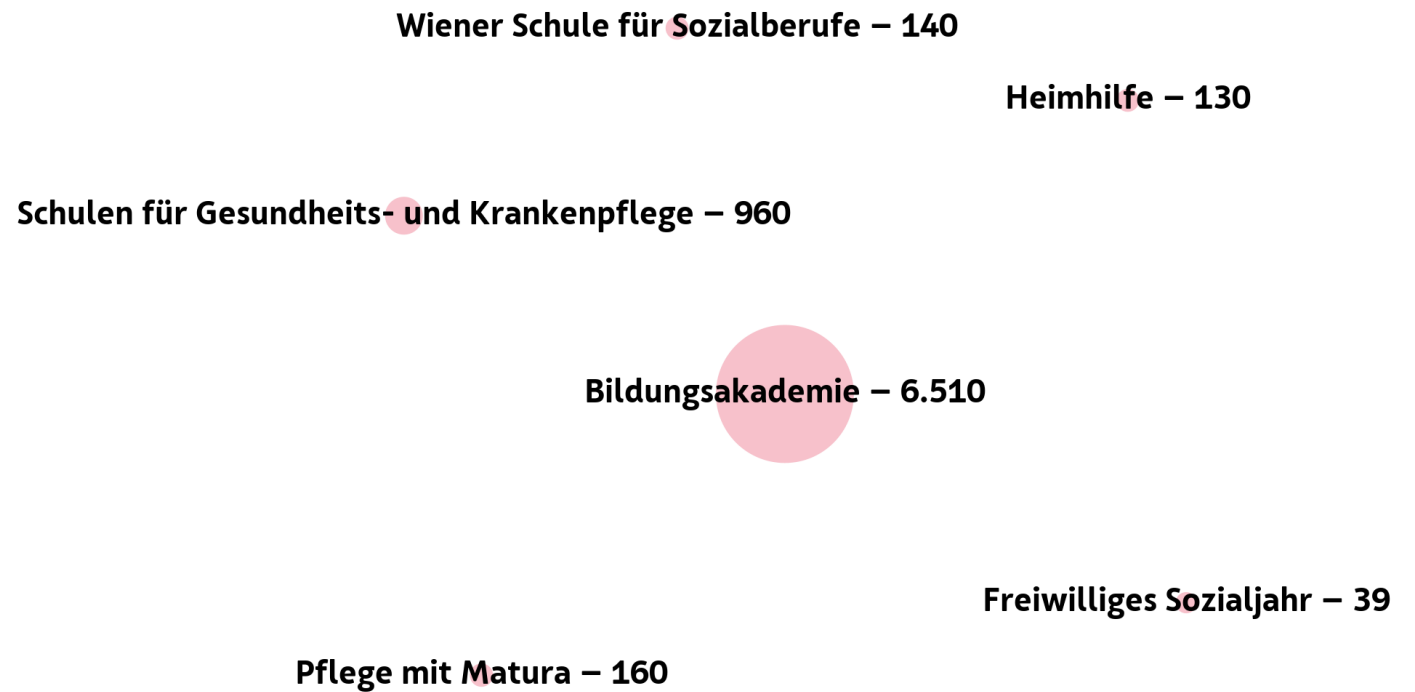 Wiener Schule für Sozialberufe – 140
Heimhilfe – 130
Schulen für Gesundheits- und Krankenpflege – 960
Bildungsakademie – 6.510
Freiwilliges Sozialjahr – 39
Pflege mit Matura – 160